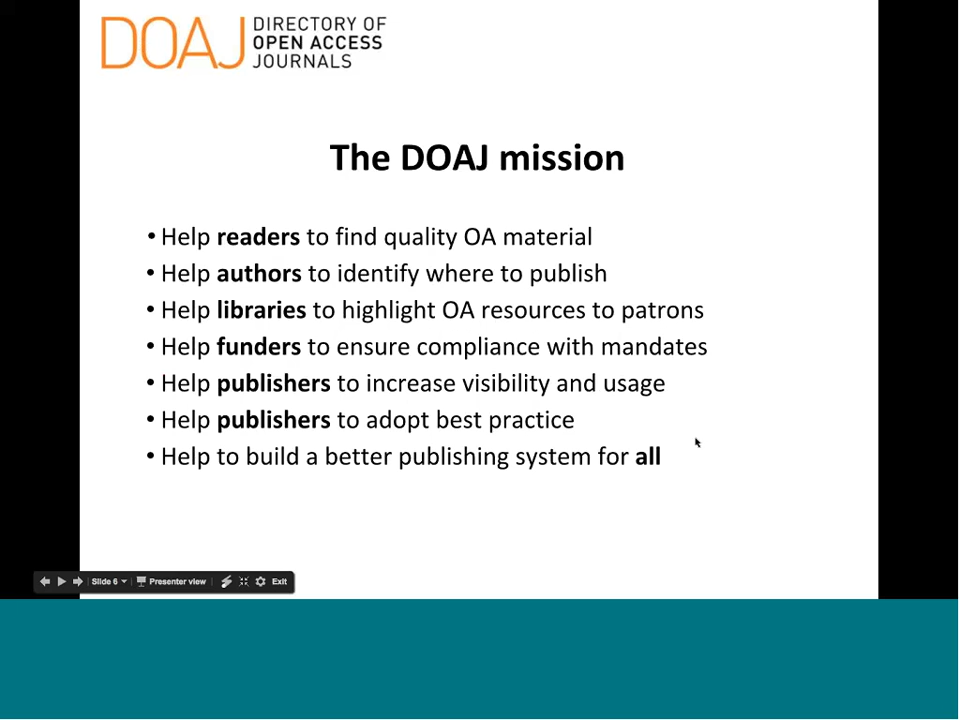 DOAJ DIRECTORY OF
OPEN ACCESS
JOURNALS
The DOAJ mission
• Help readers to find quality OA material
• Help authors to identify where to publish
• Help libraries to highlight OA resources to patrons
• Help funders to ensure compliance with mandates
• Help publishers to increase visibility and usage
• Help publishers to adopt best practice
• Help to build a better publishing system for all
Slide 6 Presenter view Exit